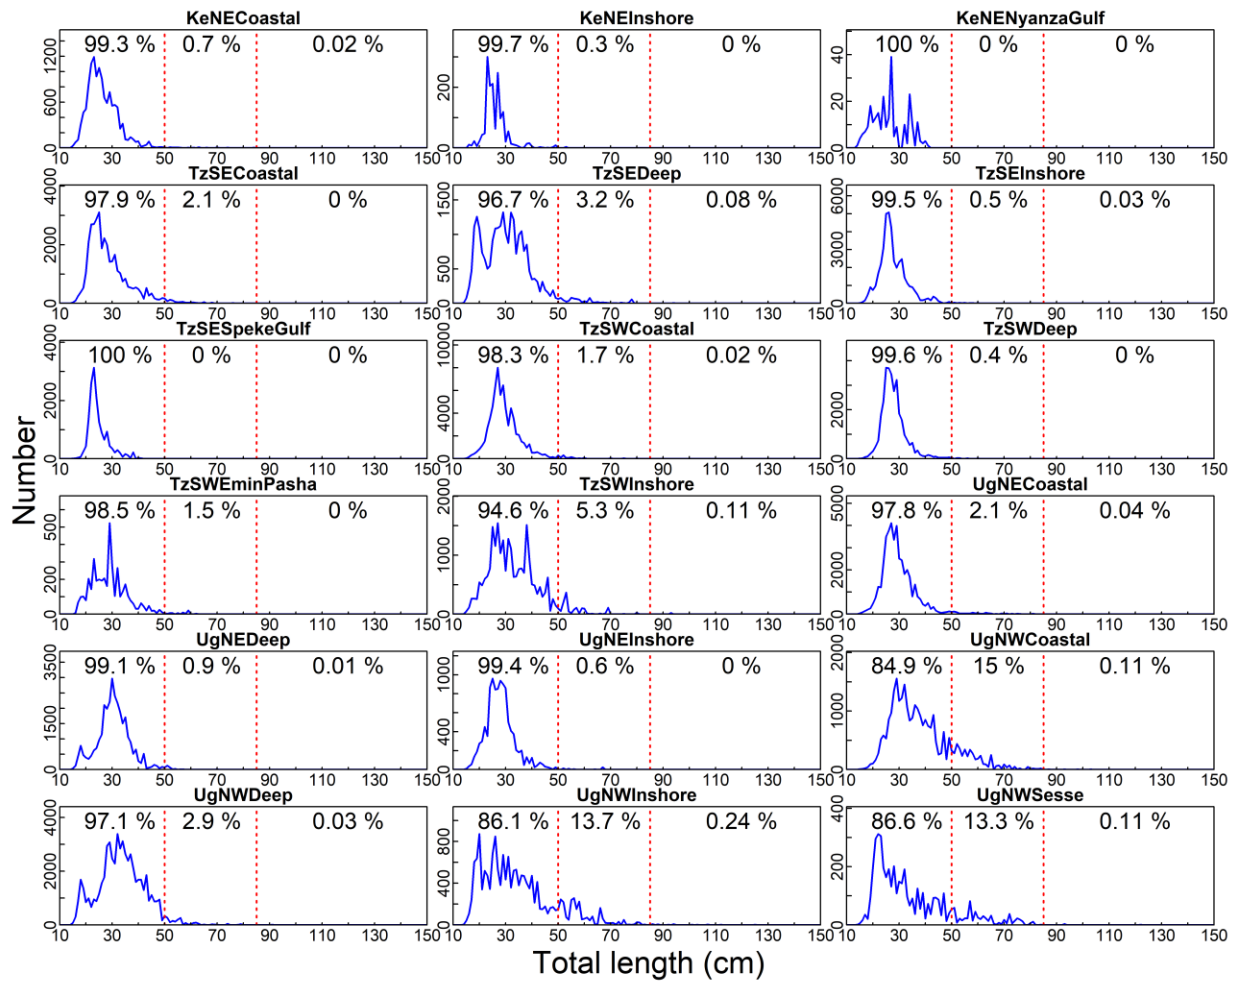 KeNECoastal KeNEInshore KeNENyanzaGulf
99.3 % 0.7 % 0.02 % 99.7 % 0.3 % 0 % 100 % 0 % 0 %
0 600 1200 0 200 0 20 40
10 30 50 70 90 110 130 150 10 30 50 70 90 110 130 150 10 30 50 70 90 110 130 150
TzSECoastal TzSEDeep TzSEInshore
97.9 % 2.1 % 0 % 96.7 % 3.2 % 0.08 % 99.5 % 0.5 % 0.03 %
0 2000 4000 0 500 1500 0 2000 6000
10 30 50 70 90 110 130 150 10 30 50 70 90 110 130 150 10 30 50 70 90 110 130 150
TzSESpekeGulf TzSWCoastal TzSWDeep
100 % 0 % 0 % 98.3 % 1.7 % 0.02 % 99.6 % 0.4 % 0 %
0 2000 4000 0 4000 10000 0 2000
10 30 50 70 90 110 130 150 10 30 50 70 90 110 130 150 10 30 50 70 90 110 130 150
Number
TzSWEminPasha TzSWInshore UgNECoastal
98.5 % 1.5 % 0 % 94.6 % 5.3 % 0.11 % 97.8 % 2.1 % 0.04 %
0 200 500 0 1000 2000 0 2000 5000
10 30 50 70 90 110 130 150 10 30 50 70 90 110 130 150 10 30 50 70 90 110 130 150
UgNEDeep UgNEInshore UgNWCoastal
99.1 % 0.9 % 0.01 % 99.4 % 0.6 % 0 % 84.9 % 15 % 0.11 %
0 1500 3500 0 400 1000 0 1000 2000
10 30 50 70 90 110 130 150 10 30 50 70 90 110 130 150 10 30 50 70 90 110 130 150
UgNWDeep UgNWInshore UgNWSesse
97.1 % 2.9 % 0.03 % 86.1 % 13.7 % 0.24 % 86.6 % 13.3 % 0.11 %
0 2000 4000 0 400 800 0 200 400
10 30 50 70 90 110 130 150 10 30 50 70 90 110 130 150 10 30 50 70 90 110 130 150
Total length (cm)